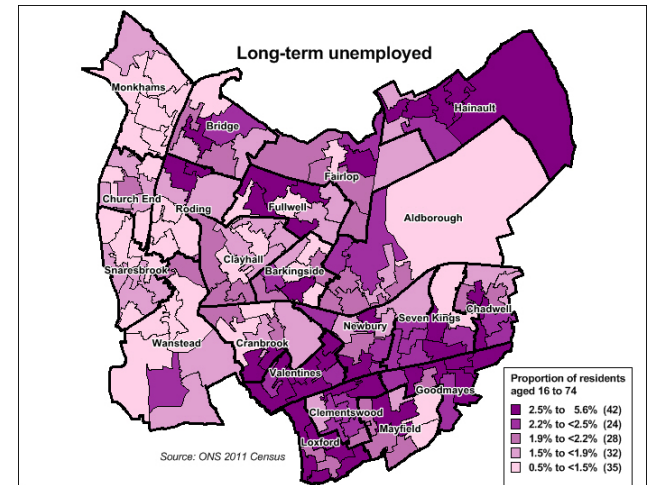 Long-term unemployed
Monkhams
Hainault
Bridge
Fairlop
Church End
Roding
Fullwell
Aldborough
Clayhall
Snaresbrook
Barkingside
Chadwell
Newbury
Seven Kings
Wanstead
Cranbrook
Valentines
Goodmayes
Clementswood
Mayfield
Loxford
Source: ONS 2011 Census
Proportion of residents
aged 16 to 74
2.5% to 5.6% (42)
2.2% to <2.5% (24)
1.9% to <2.2% (28)
1.5% to <1.9% (32)
0.5% to <1.5% (35)